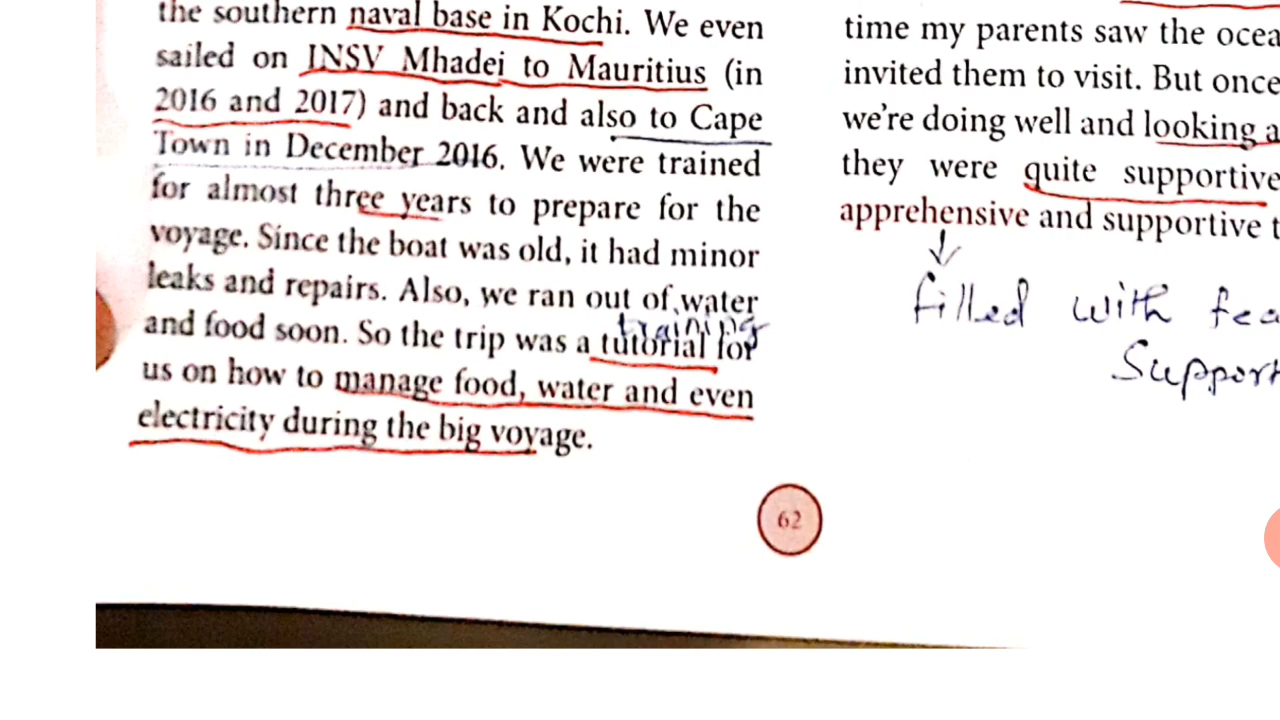 the southern naval base in Kochi. We even
sailed on INSV Mhadei to Mauritius (in
2016 and 2017) and back and also to Cape
Town in December 2016. We were trained
for almost three years to prepare for the
voyage. Since the boat was old, it had minor
leaks and repairs. Also, we ran out of water
and food soon. So the trip was a tutorial for
training
us on how to manage food, water and even
electricity during the big voyage.
time my parents saw the ocea
invited them to visit. But once
we're doing well and looking a
they were quite supportive
apprehensive and supportive t
filled with fea
Support
62